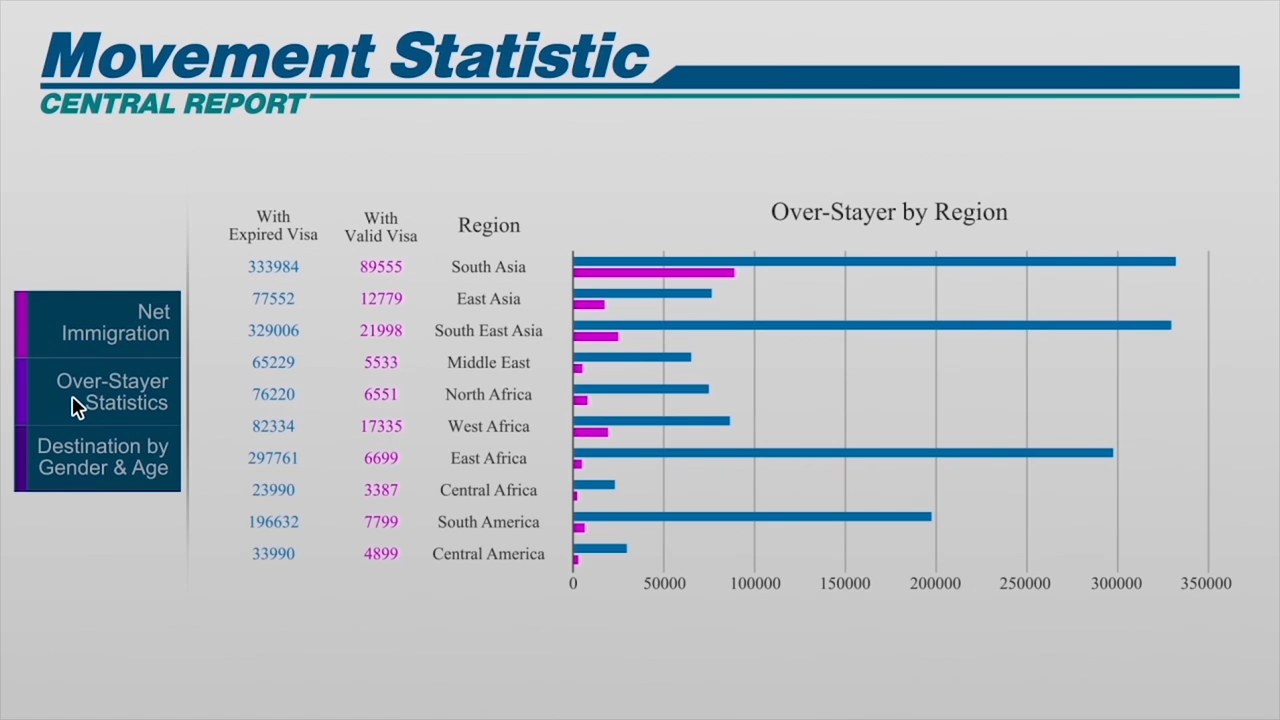 Movement Statistic
CENTRAL REPORT
Net
Immigration
Over-Stayer
Statistics
Destination by
Gender & Age
With
Expired Visa
With
Valid Visa
Region
Over-Stayer by Region
333984 89555 South Asia
77552 12779 East Asia
329006 21998 South East Asia
65229 5533 Middle East
76220 6551 North Africa
82334 17335 West Africa
297761 6699 East Africa
23990 3387 Central Africa
196632 7799 South America
33990 4899 Central America
0 50000 100000 150000 200000 250000 300000 350000